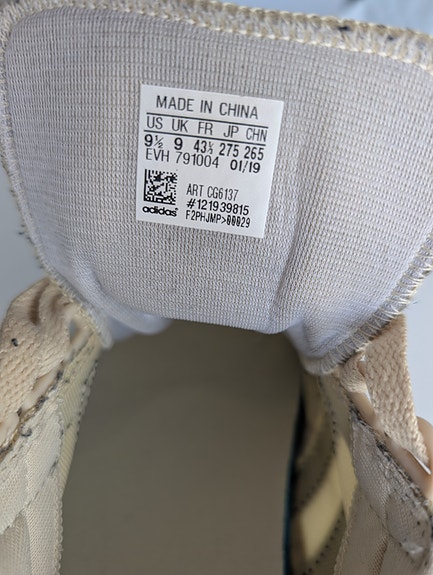 MADE IN CHINA
US UK FR JP CHN
9½ 9 43⅓ 275 265
EVH 791004 01/19
ART CG6137
#121939815
adidas
F2PHJMP>00029